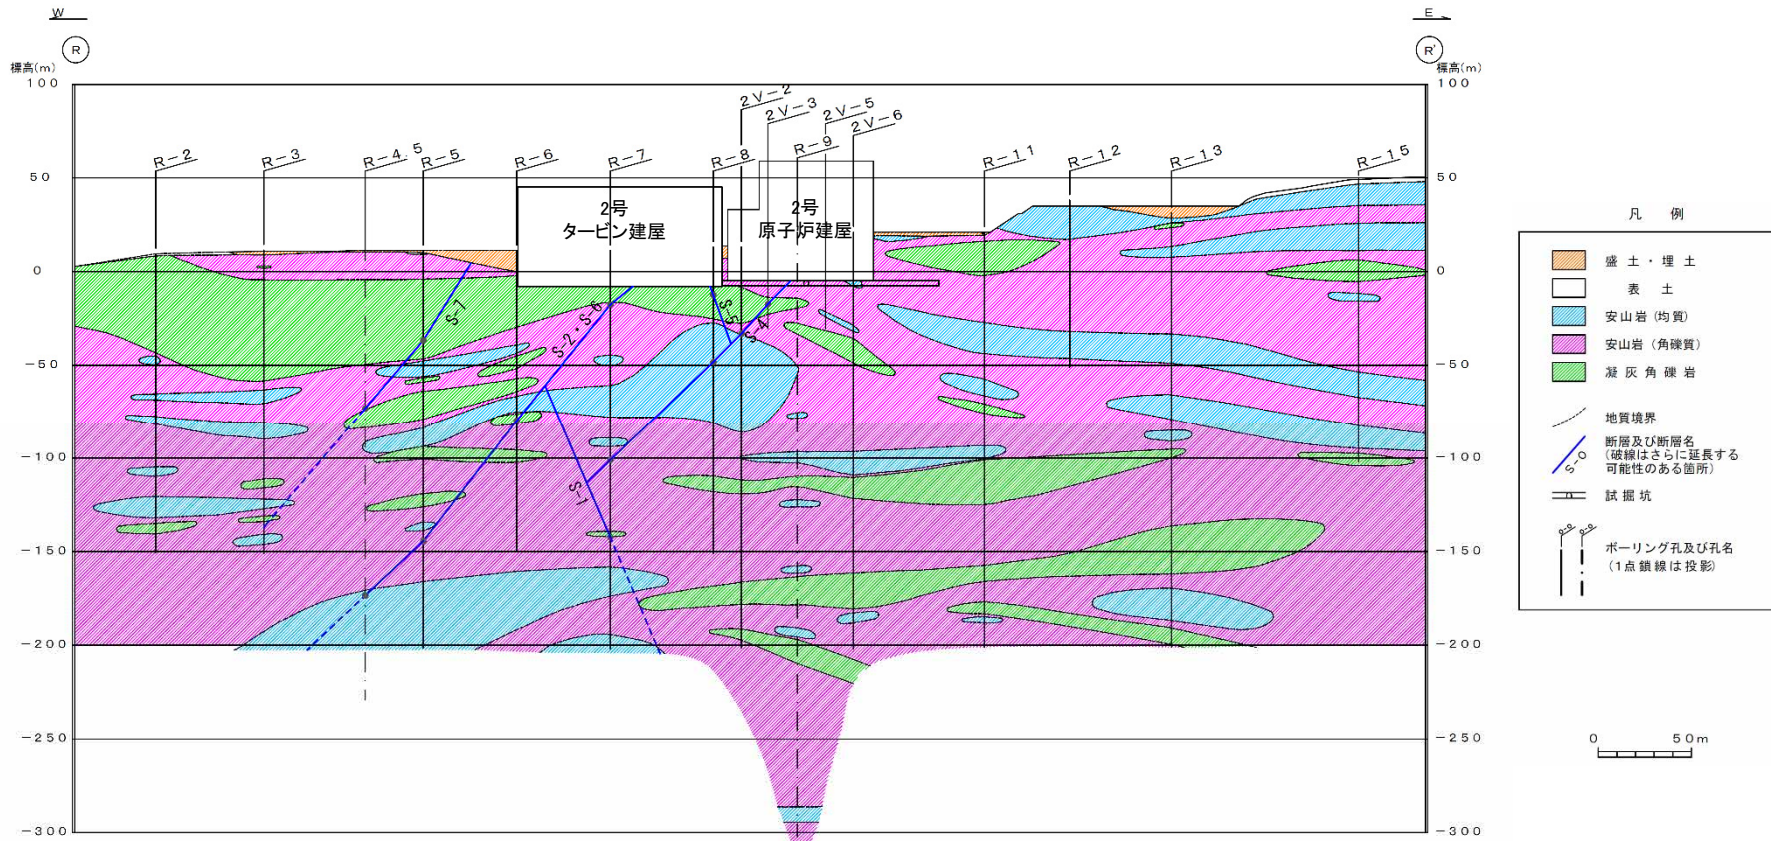 W
E
R
R'
標高(m)
標高(m)
100
50
0
-50
-100
-150
-200
-250
-300
100
50
0
-50
-100
-150
-200
-250
-300
R-2
R-3
R-4.5
R-5
R-6
R-7
R-8
2V-2
2V-3
R-9
2V-5
2V-6
R-11
R-12
R-13
R-15
2号
タービン建屋
2号
原子炉建屋
S-7
S-2・S-6
S-5
S-4
S-1
凡 例
盛土・埋土
表 土
安山岩(均質)
安山岩(角礫質)
凝灰角礫岩
地質境界
断層及び断層名
(破線はさらに延長する
可能性のある箇所)
S-0
試掘坑
0-0
0-0
ボーリング孔及び孔名
(1点鎖線は投影)
0 50m